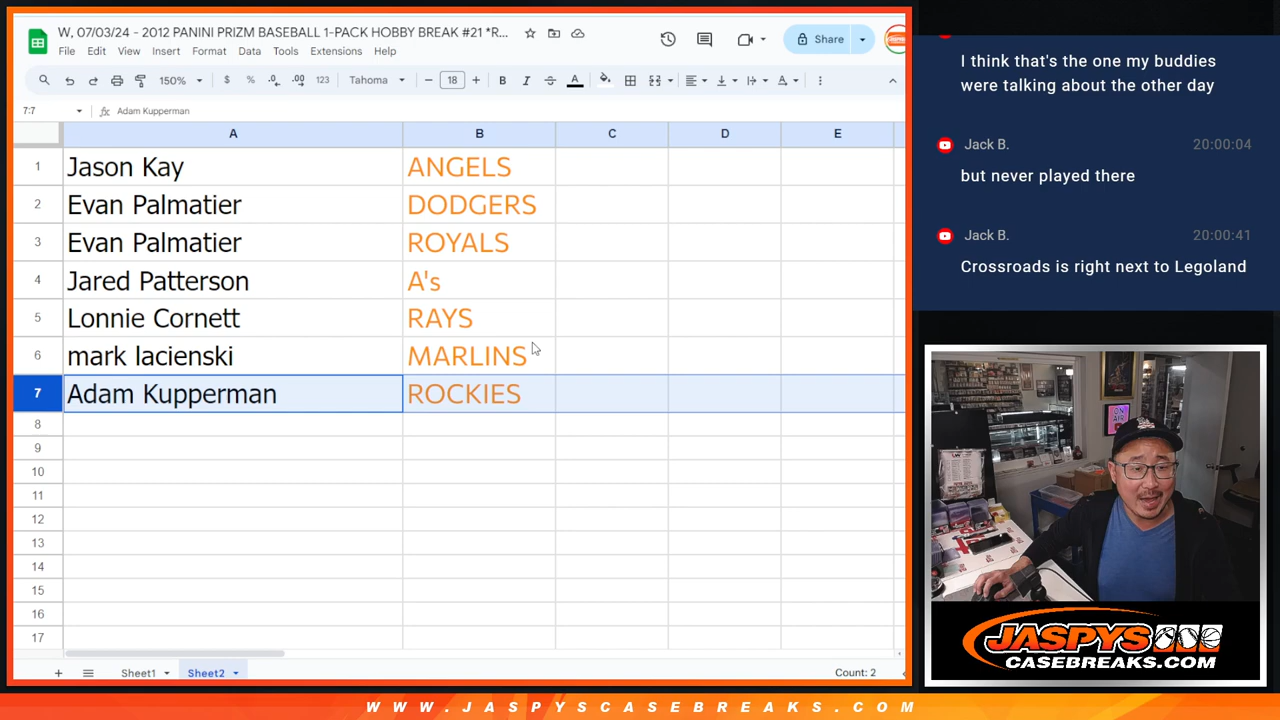 W, 07/03/24 - 2012 PANINI PRIZM BASEBALL 1-PACK HOBBY BREAK #21 *R...
Share
File Edit View Insert Format Data Tools Extensions Help
150% $ % .0 .00 123 Tahoma 18 B I A
7:7 fx Adam Kupperman
A B C D E
1 Jason Kay ANGELS
2 Evan Palmatier DODGERS
3 Evan Palmatier ROYALS
4 Jared Patterson A's
5 Lonnie Cornett RAYS
6 mark lacienski MARLINS
7 Adam Kupperman ROCKIES
8
9
10
11
12
13
14
15
16
17
Sheet1 Sheet2 Count: 2
I think that's the one my buddies
were talking about the other day
Jack B. 20:00:04
but never played there
Jack B. 20:00:41
Crossroads is right next to Legoland
ON AIR
JASPYS
CASEBREAKS.COM
WWW.JASPYSCASEBREAKS.COM